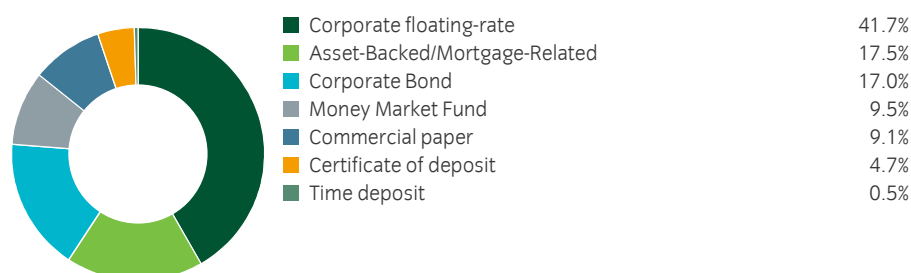 Corporate floating-rate 41.7%
Asset-Backed/Mortgage-Related 17.5%
Corporate Bond 17.0%
Money Market Fund 9.5%
Commercial paper 9.1%
Certificate of deposit 4.7%
Time deposit 0.5%